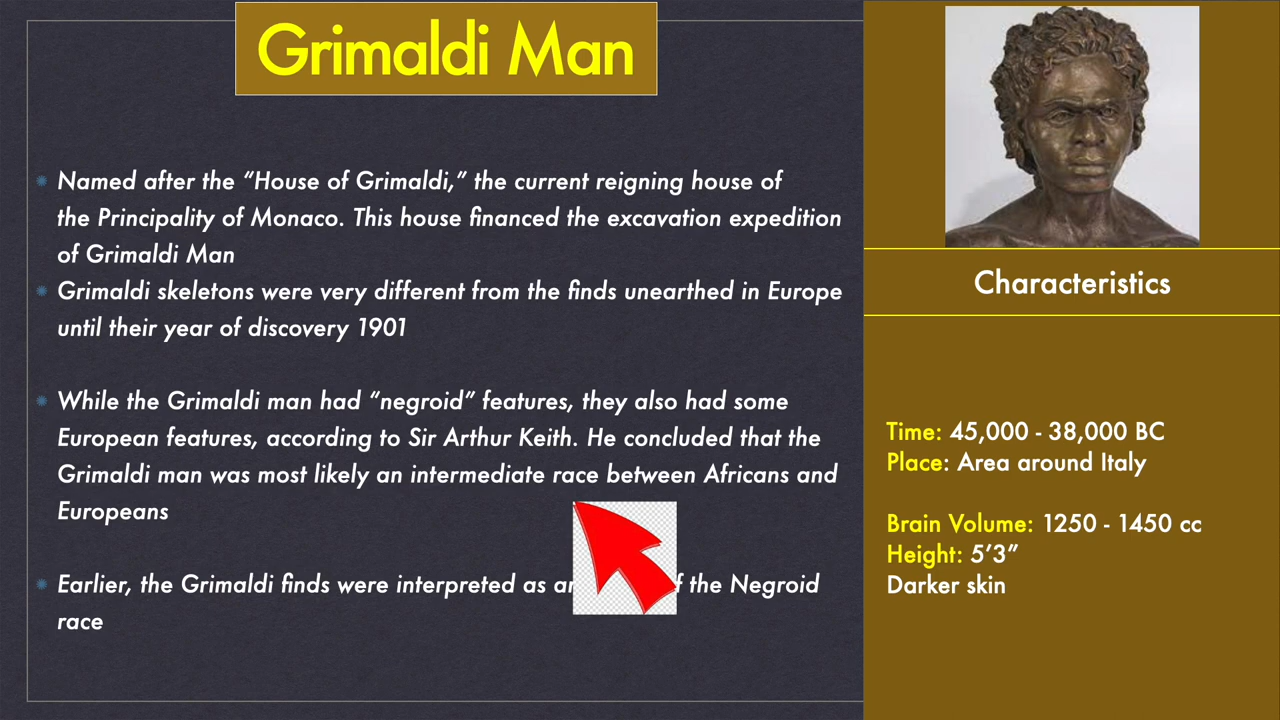 Grimaldi Man
Named after the “House of Grimaldi,” the current reigning house of
the Principality of Monaco. This house financed the excavation expedition
of Grimaldi Man
Grimaldi skeletons were very different from the finds unearthed in Europe
until their year of discovery 1901
While the Grimaldi man had “negroid” features, they also had some
European features, according to Sir Arthur Keith. He concluded that the
Grimaldi man was most likely an intermediate race between Africans and
Europeans
Earlier, the Grimaldi finds were interpreted as the Negroid
race
Characteristics
Time: 45,000 - 38,000 BC
Place: Area around Italy
Brain Volume: 1250 - 1450 cc
Height: 5’3”
Darker skin